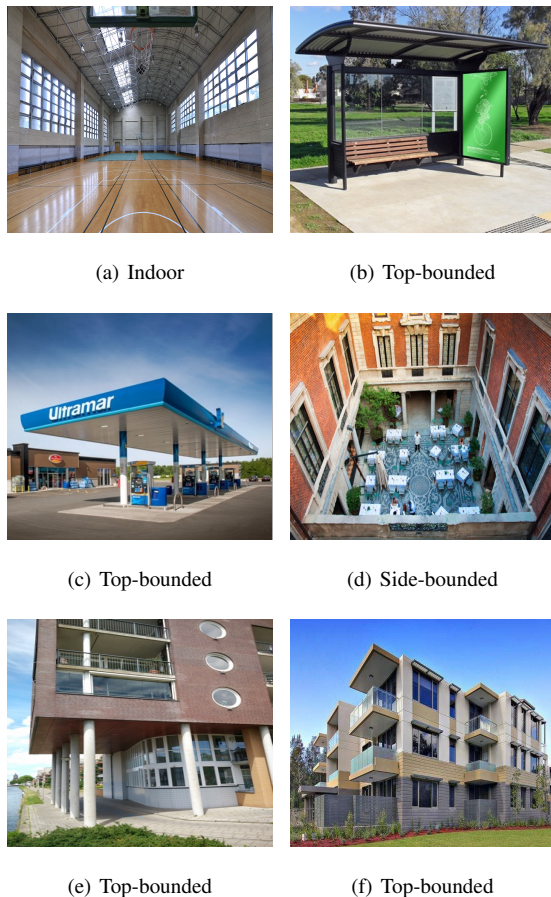 (a) Indoor
(b) Top-bounded
Ultramar
(c) Top-bounded
(d) Side-bounded
(e) Top-bounded
(f) Top-bounded